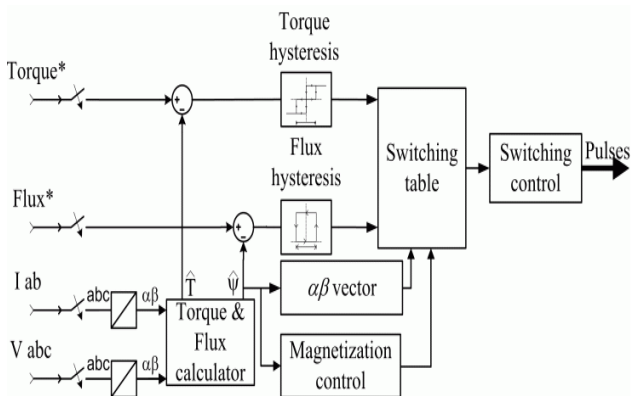 Torque
hysteresis
Torque*
Flux
hysteresis
Switching
table
Switching
control
Pulses
Flux*
T̂
ψ̂
I ab
abc
αβ
αβ vector
Torque &
Flux
calculator
V abc
abc
αβ
Magnetization
control